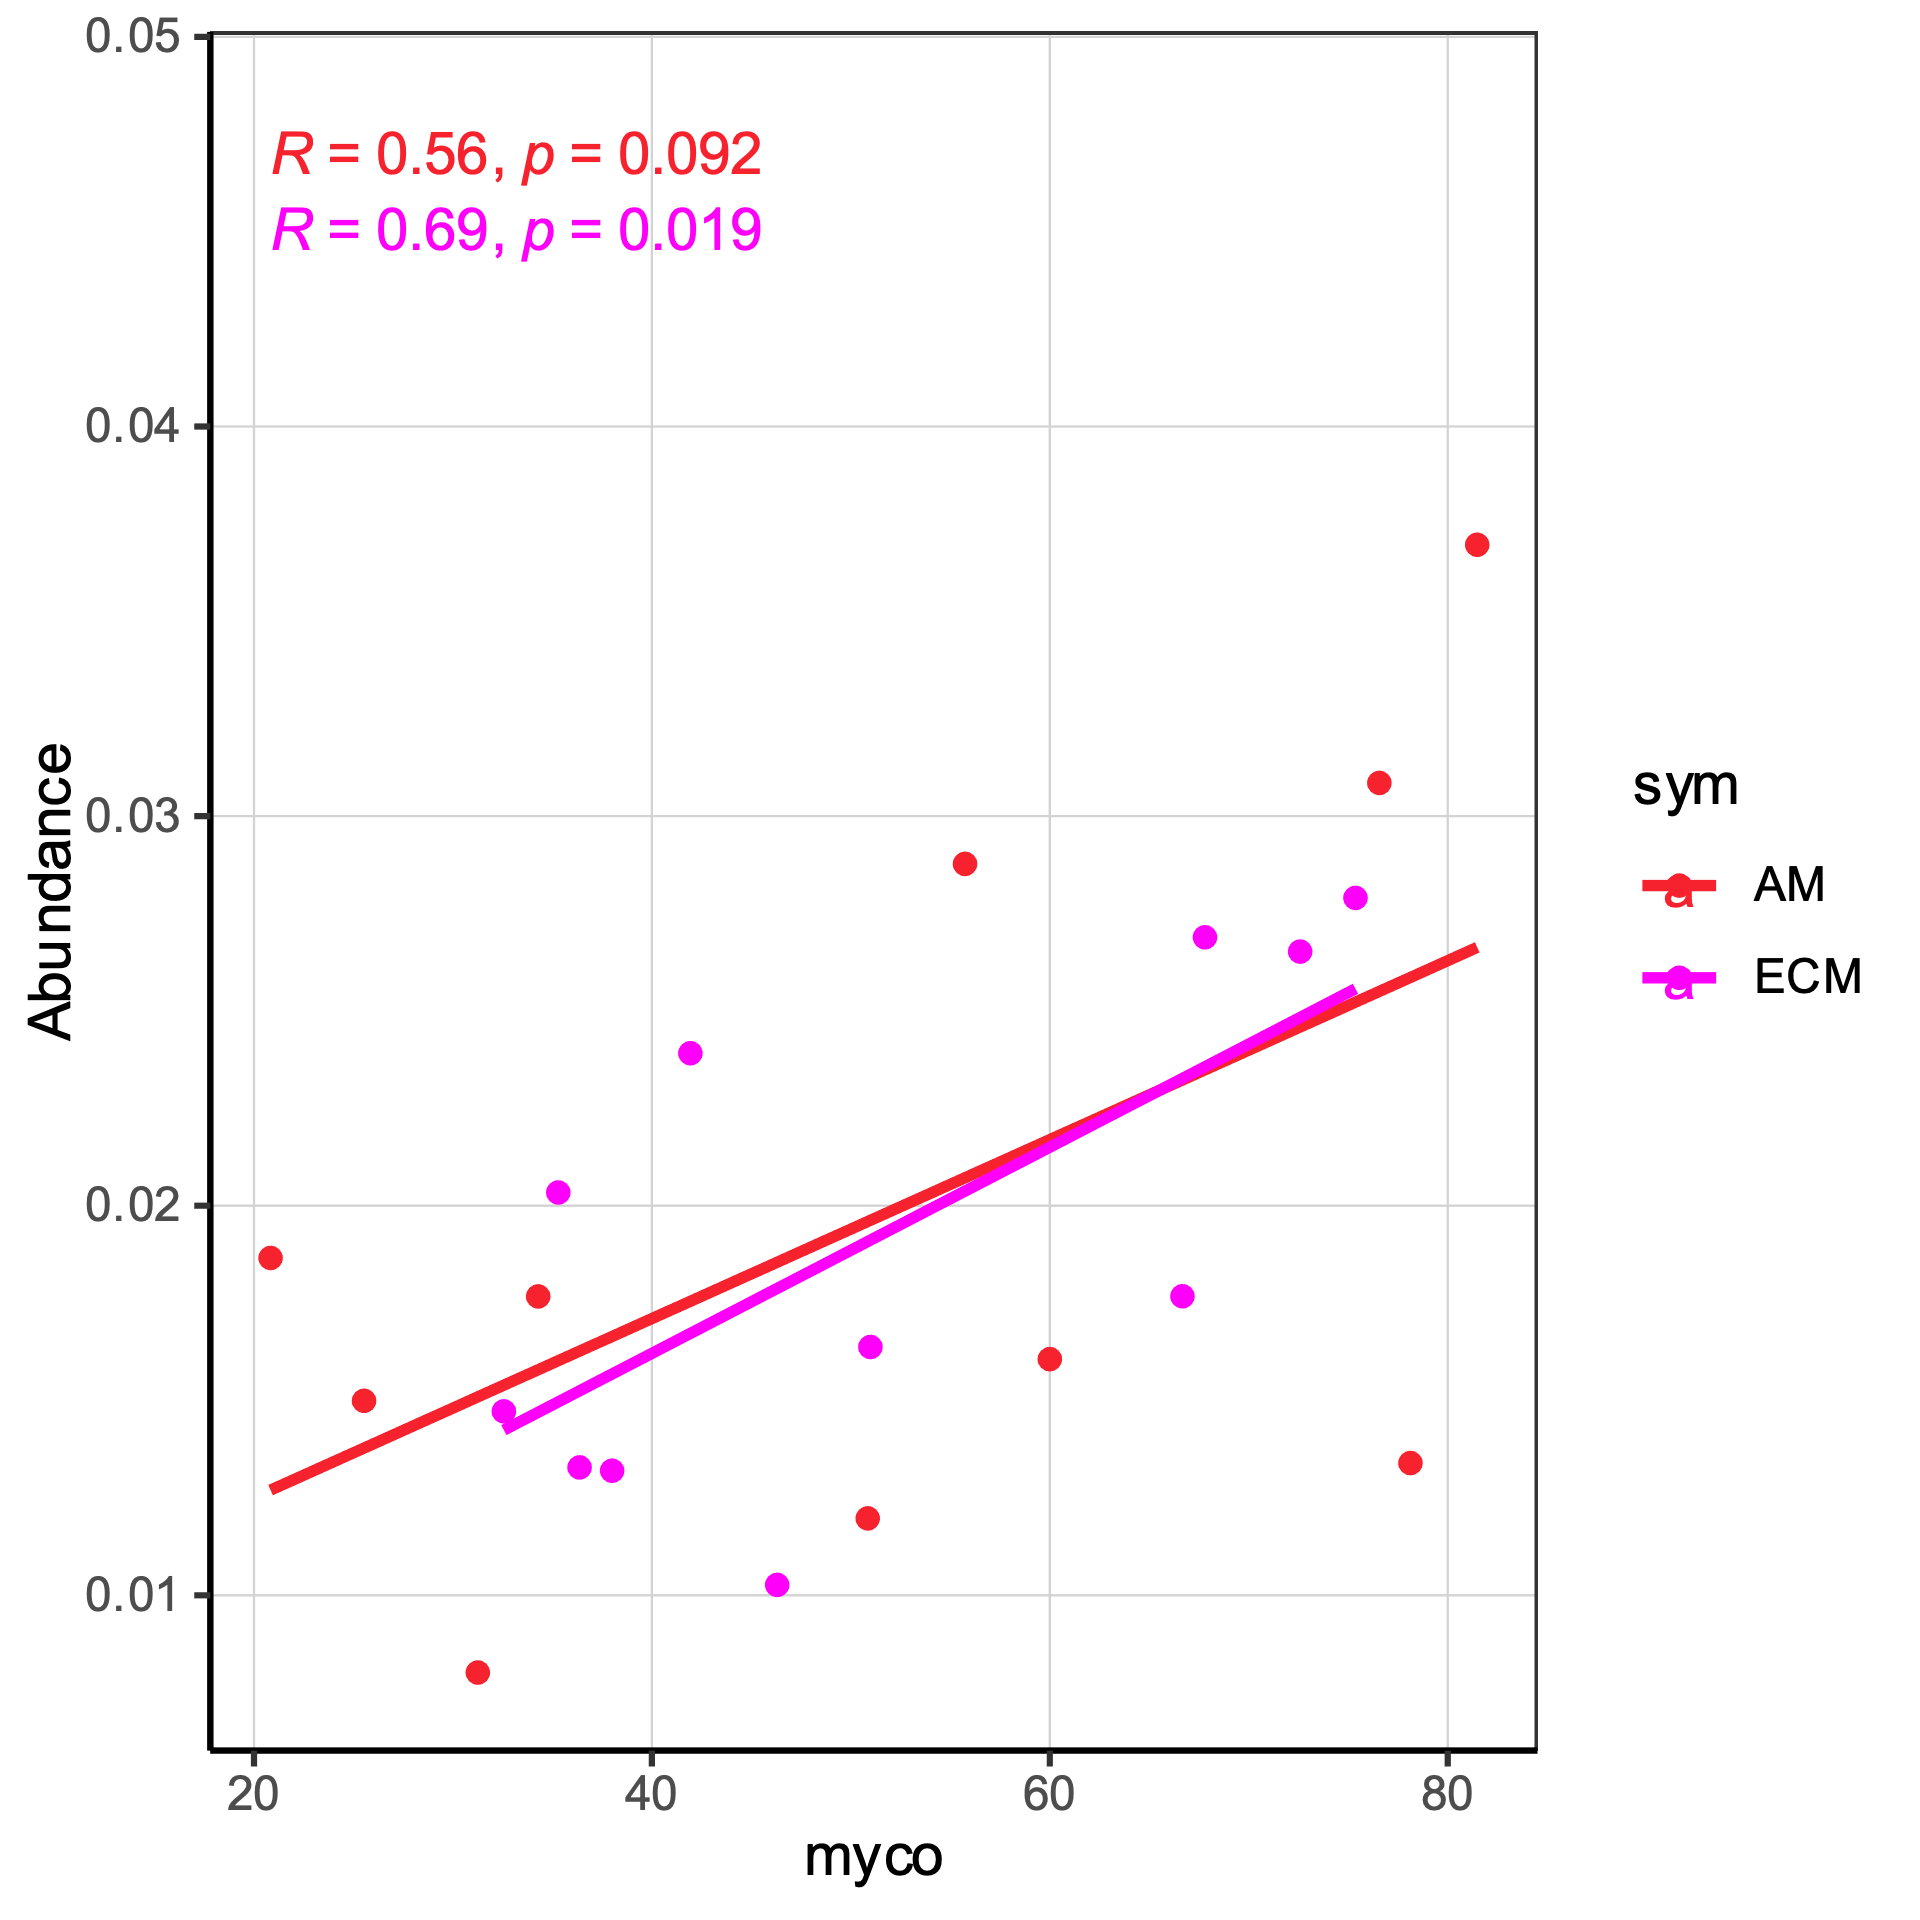 0.05
R = 0.56, p = 0.092
R = 0.69, p = 0.019
0.04
0.03
0.02
0.01
Abundance
20 40 60 80
myco
sym
a AM
a ECM